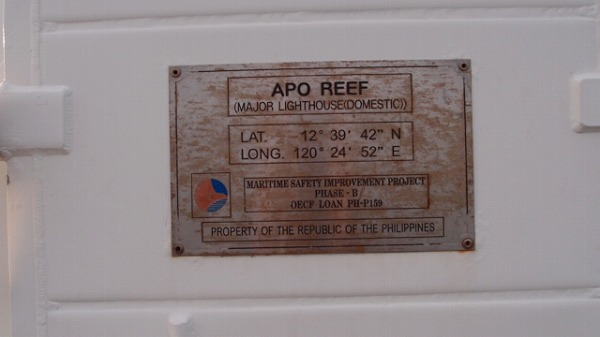 APO REEF
(MAJOR LIGHTHOUSE(DOMESTIC))
LAT. 12° 39' 42" N
LONG. 120° 24' 52" E
MARITIME SAFETY IMPROVEMENT PROJECT
PHASE - B
OECF LOAN PH-P159
PROPERTY OF THE REPUBLIC OF THE PHILIPPINES